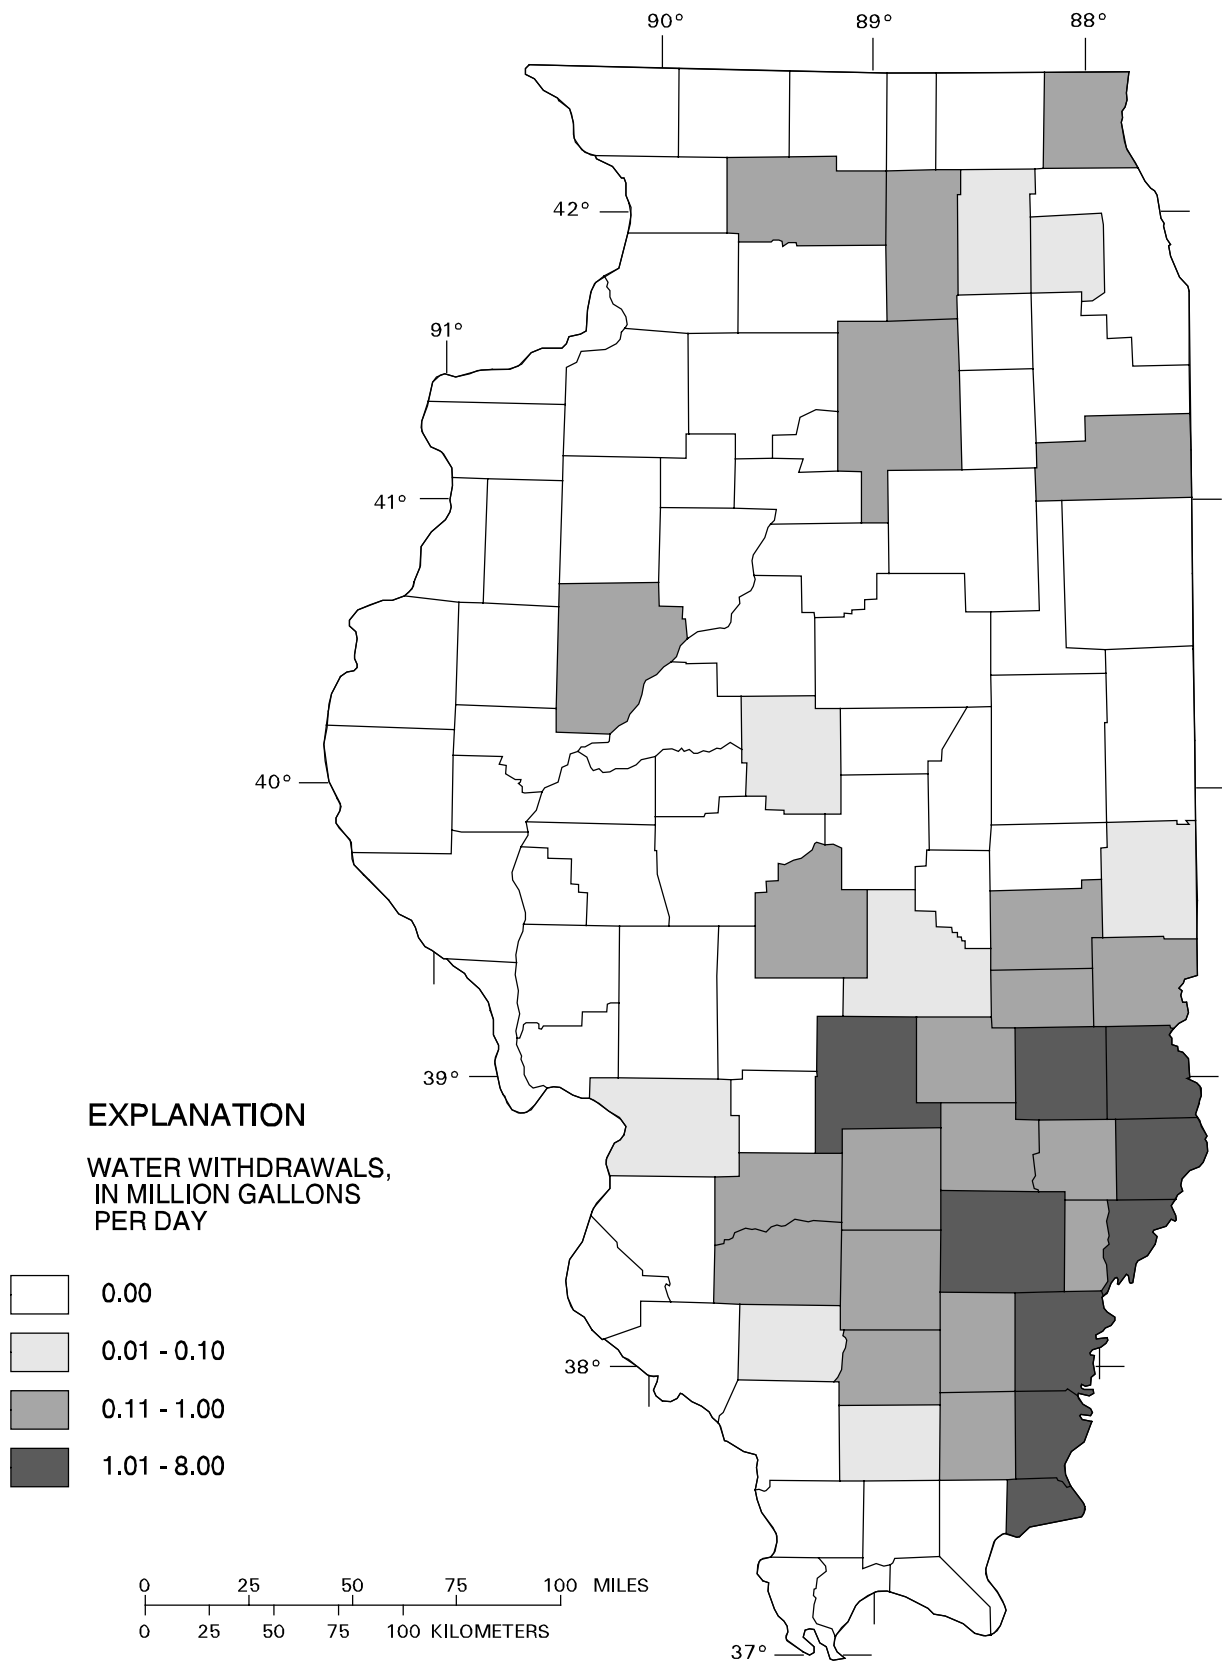 90° 89° 88°
42°
91°
41°
40°
39°
EXPLANATION
WATER WITHDRAWALS,
IN MILLION GALLONS
PER DAY
0.00
0.01 - 0.10
0.11 - 1.00
1.01 - 8.00
38°
0 25 50 75 100 MILES
0 25 50 75 100 KILOMETERS
37°